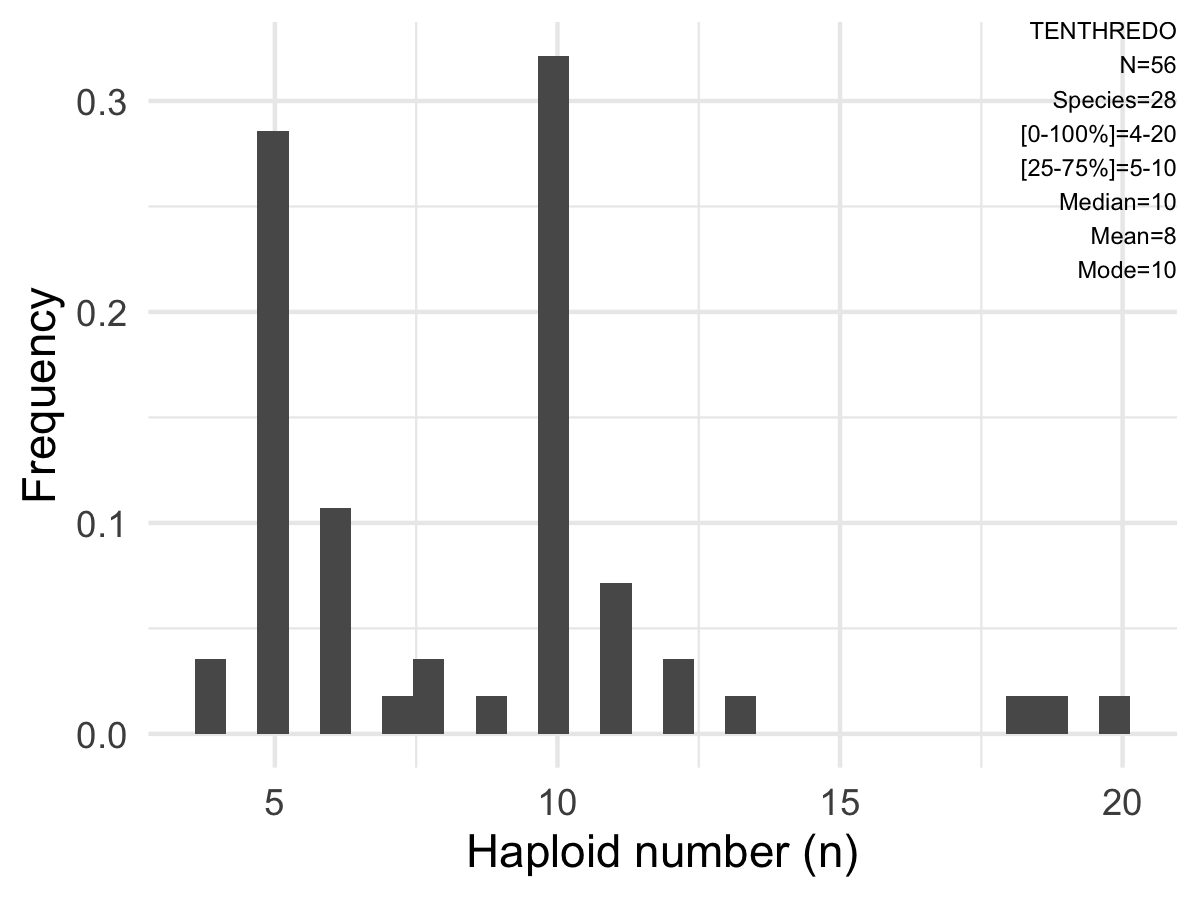 TENTHREDO
N=56
Species=28
[0-100%]=4-20
[25-75%]=5-10
Median=10
Mean=8
Mode=10
Frequency
0.3
0.2
0.1
0.0
5 10 15 20
Haploid number (n)